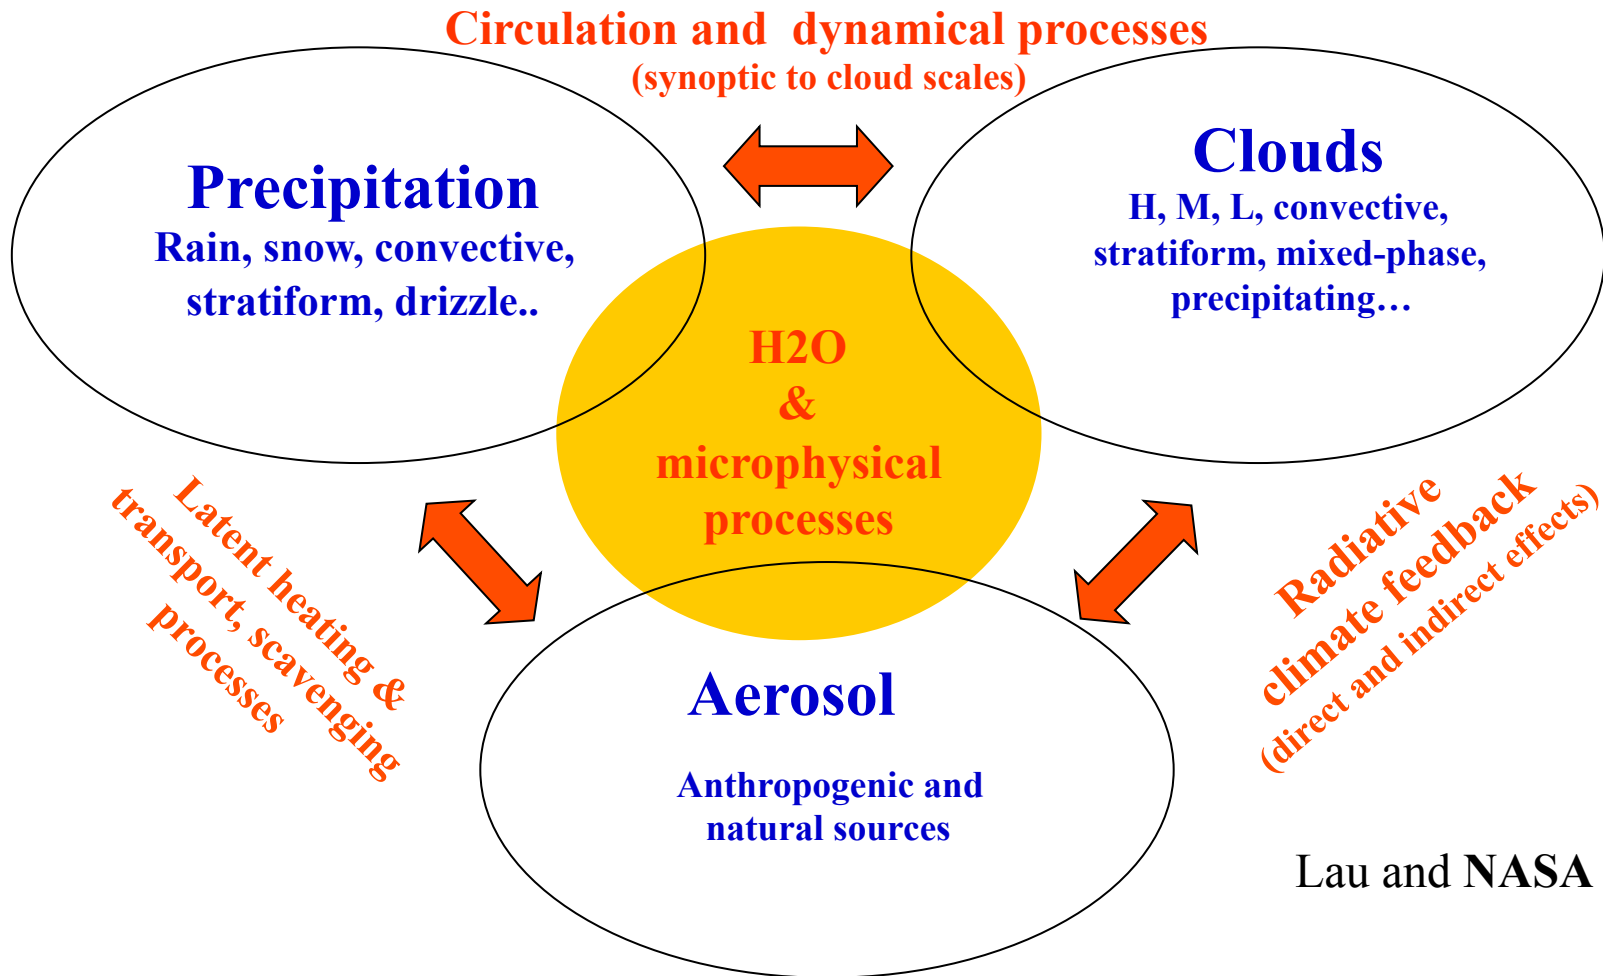 Circulation and dynamical processes
(synoptic to cloud scales)
Precipitation
Rain, snow, convective,
stratiform, drizzle..
Clouds
H, M, L, convective,
stratiform, mixed-phase,
precipitating…
H2O
&
microphysical
processes
Latent heating &
transport, scavenging
processes
Radiative
climate feedback
(direct and indirect effects)
Aerosol
Anthropogenic and
natural sources
Lau and NASA